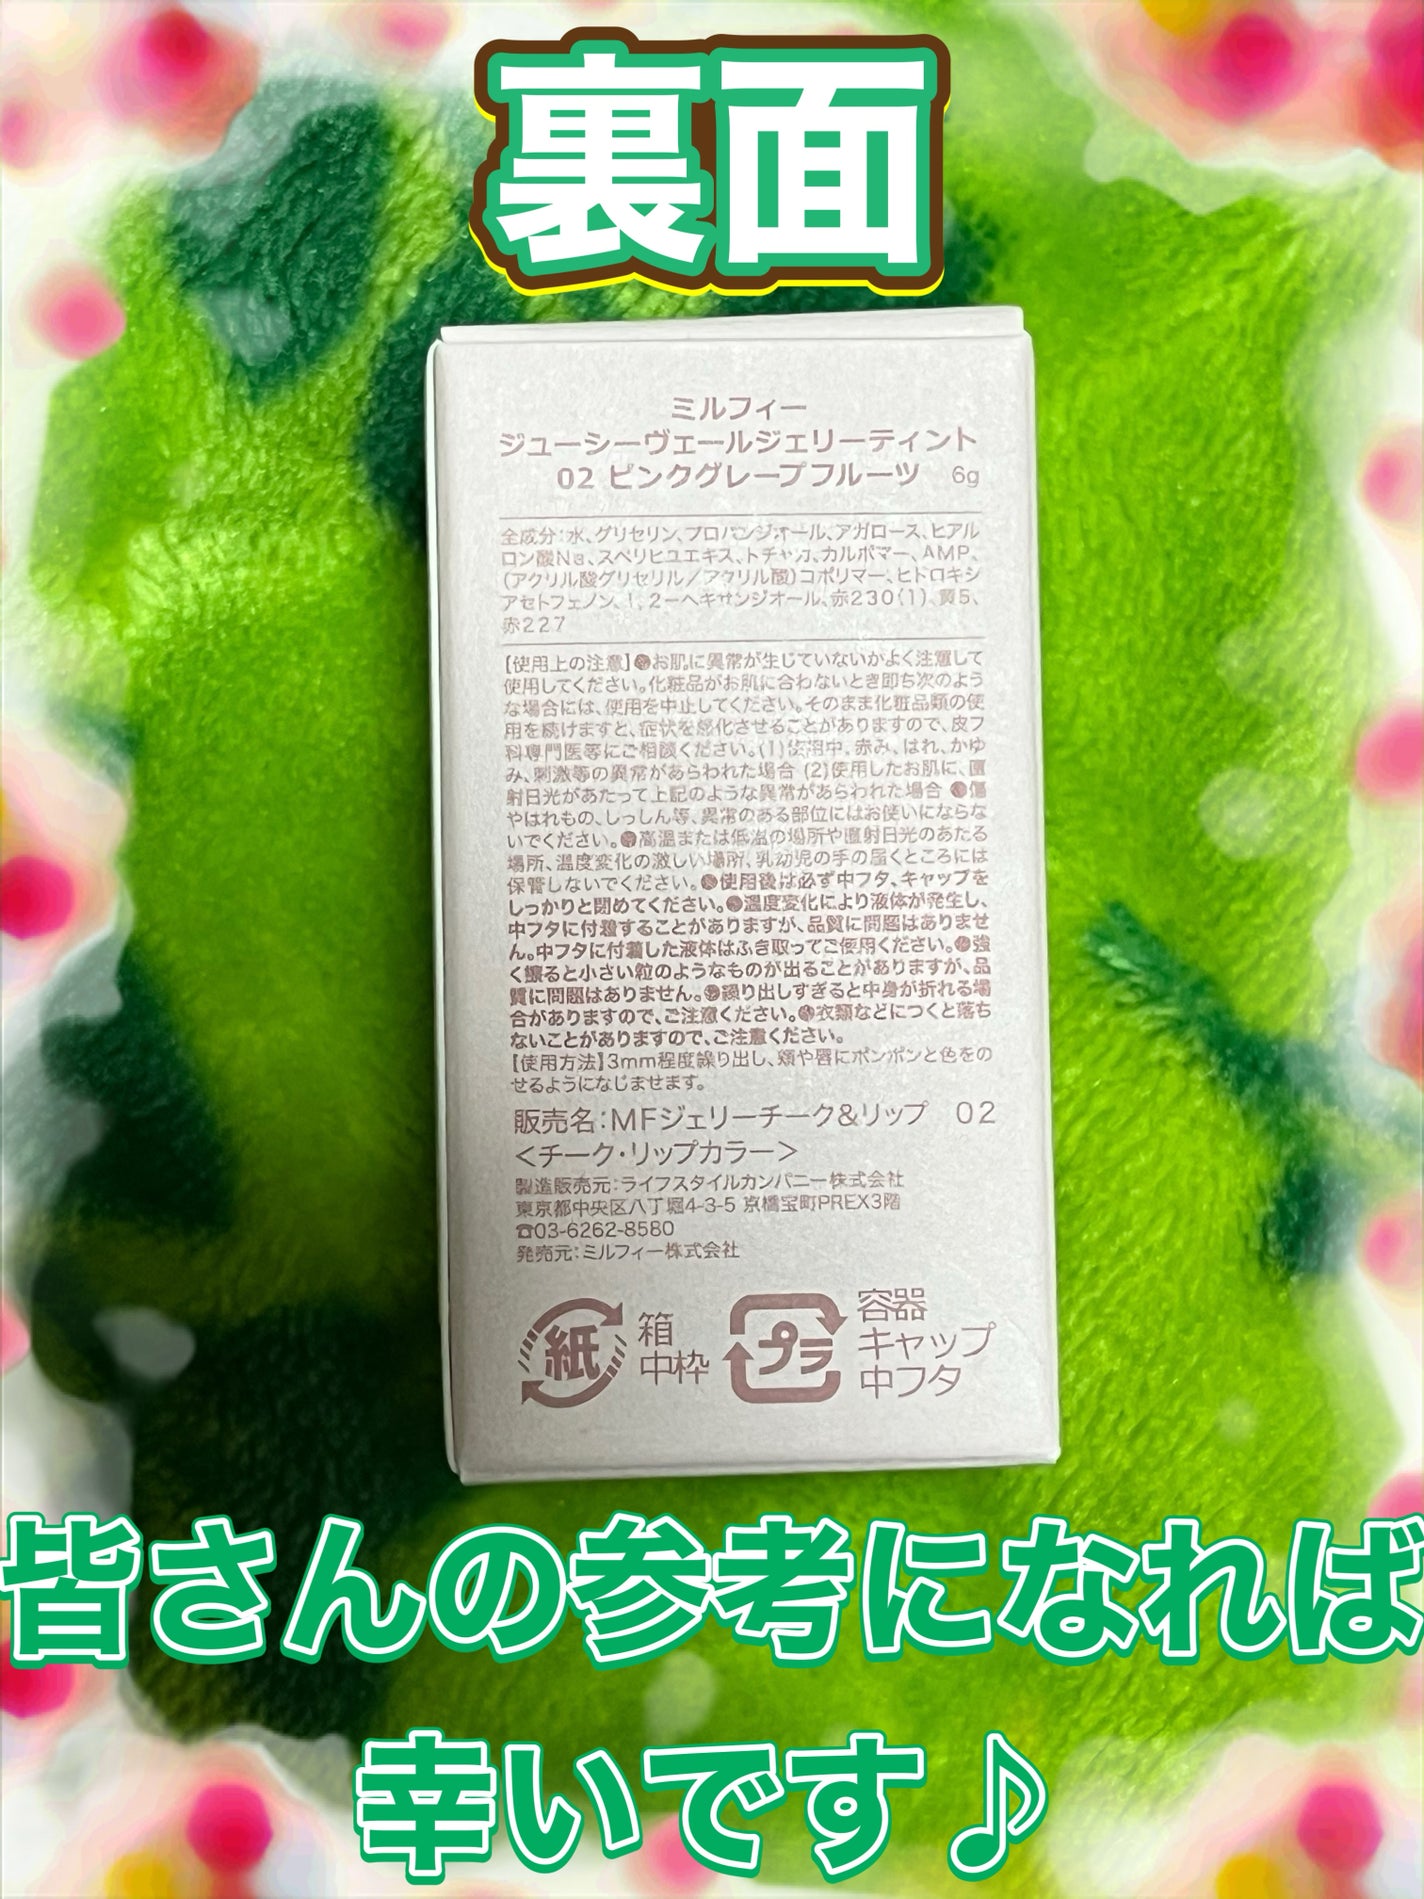 裏面
ミルフィー
ジューシーヴェールジェリーティント
02 ピンクグレープフルーツ 6g
全成分:水、グリセリン、プロパンジオール、アガロース、ヒアル
ロン酸Na、スベリヒユエキス、トチャカ、カルボマー、AMP、
(アクリル酸グリセリル/アクリル酸)コポリマー、ヒドロキシ
アセトフェノン、1,2-ヘキサンジオール、赤230(1)、黄5、
赤227
【使用上の注意】●お肌に異常が生じていないかよく注意して
使用してください。化粧品がお肌に合わないとき即ち次のよう
な場合には、使用を中止してください。そのまま化粧品類の使
用を続けますと、症状を悪化させることがありますので、皮フ
科専門医等にご相談ください。(1)使用中、赤み、はれ、かゆ
み、刺激等の異常があらわれた場合 (2)使用したお肌に、直
射日光があたって上記のような異常があらわれた場合 ●傷
やはれもの、しっしん等、異常のある部位にはお使いにならな
いでください。●高温または低温の場所や直射日光のあたる
場所、温度変化の激しい場所、乳幼児の手の届くところには
保管しないでください。●使用後は必ず中フタ、キャップを
しっかりと閉めてください。●温度変化により液体が発生し、
中フタに付着することがありますが、品質に問題はありませ
ん。中フタに付着した液体はふき取ってご使用ください。●強
く擦ると小さい粒のようなものが出ることがありますが、品
質に問題はありません。●繰り出しすぎると中身が折れる場
合がありますので、ご注意ください。●衣類などにつくと落ち
ないことがありますので、ご注意ください。
【使用方法】3mm程度繰り出し、頬や唇にポンポンと色をの
せるようになじませます。
販売名:MFジェリーチーク&リップ 02
<チーク・リップカラー>
製造販売元:ライフスタイルカンパニー株式会社
東京都中央区八丁堀4-3-5 京橋宝町PREX3階
☎03-6262-8580
発売元:ミルフィー株式会社
紙 箱
中枠
プラ 容器
キャップ
中フタ
皆さんの参考になれば
幸いです♪